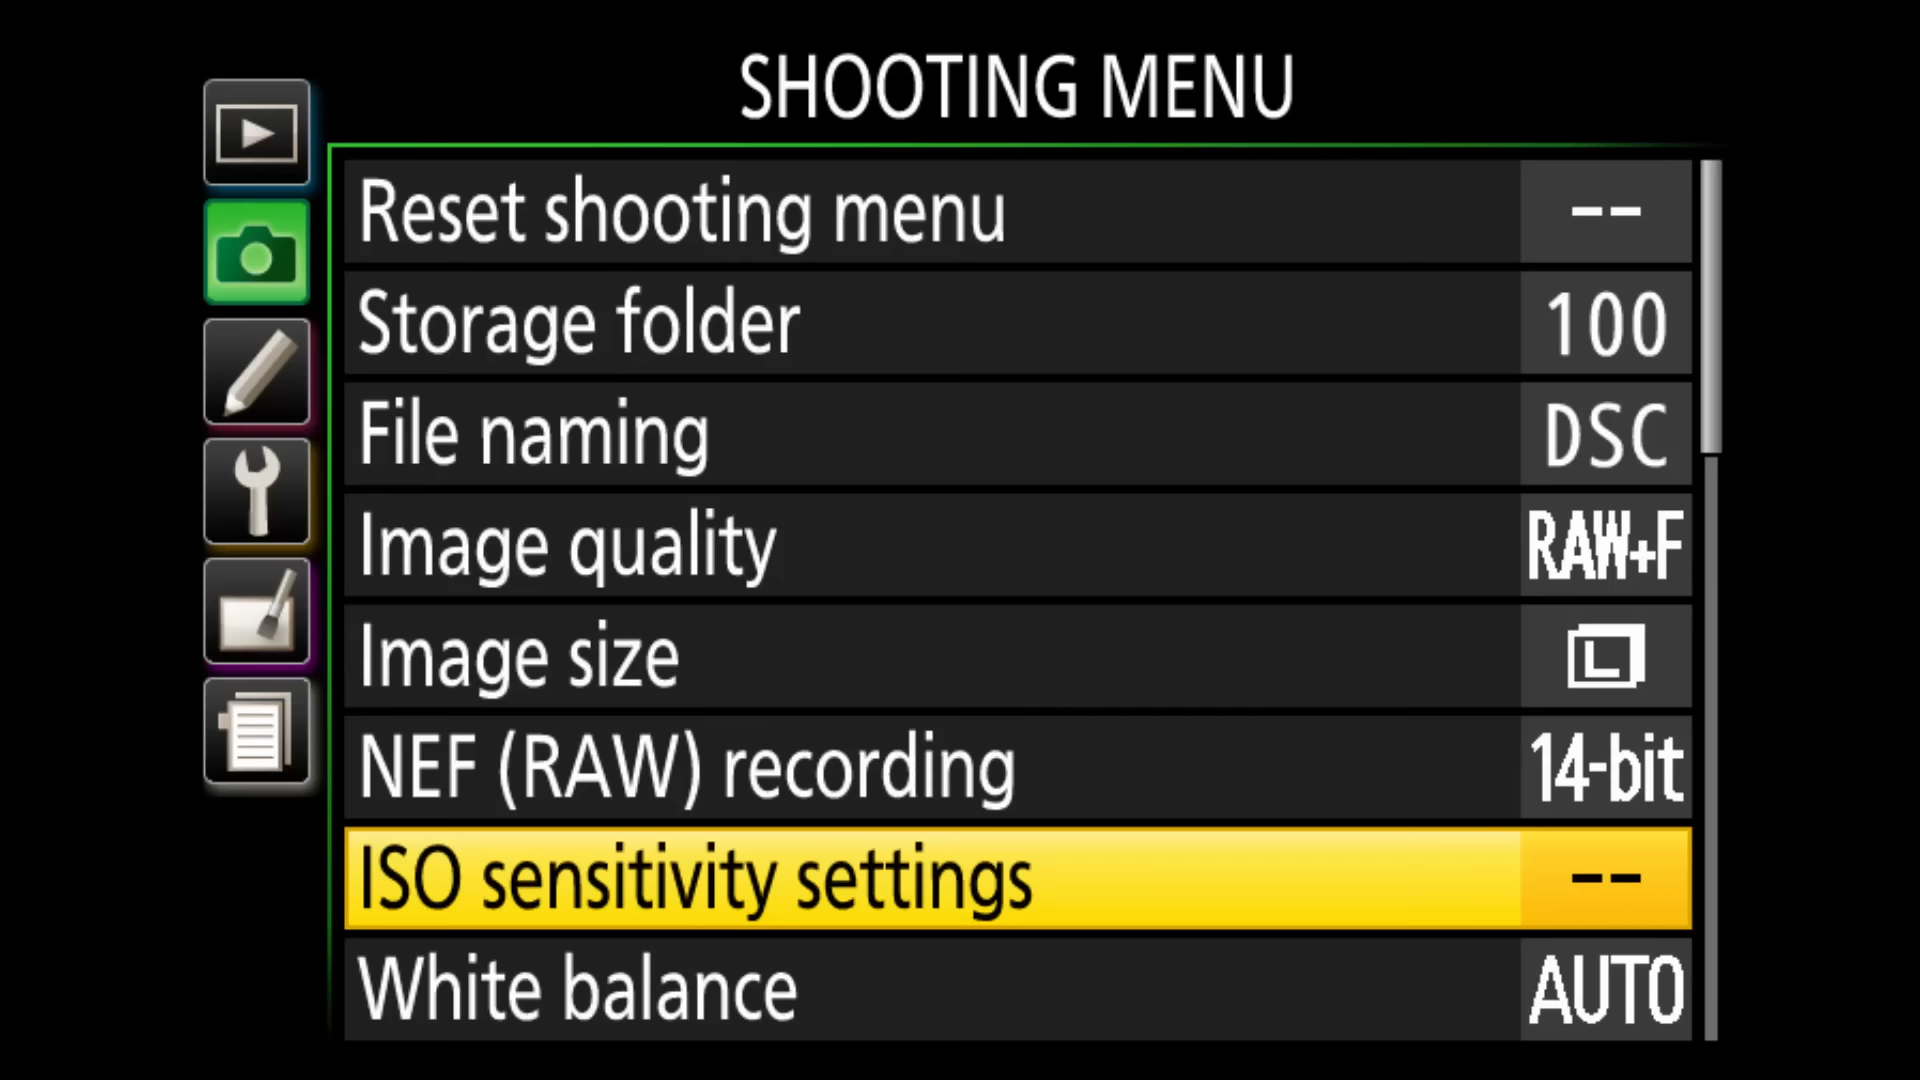 SHOOTING MENU
Reset shooting menu --
Storage folder 100
File naming DSC
Image quality RAW+F
Image size L
NEF (RAW) recording 14-bit
ISO sensitivity settings --
White balance AUTO